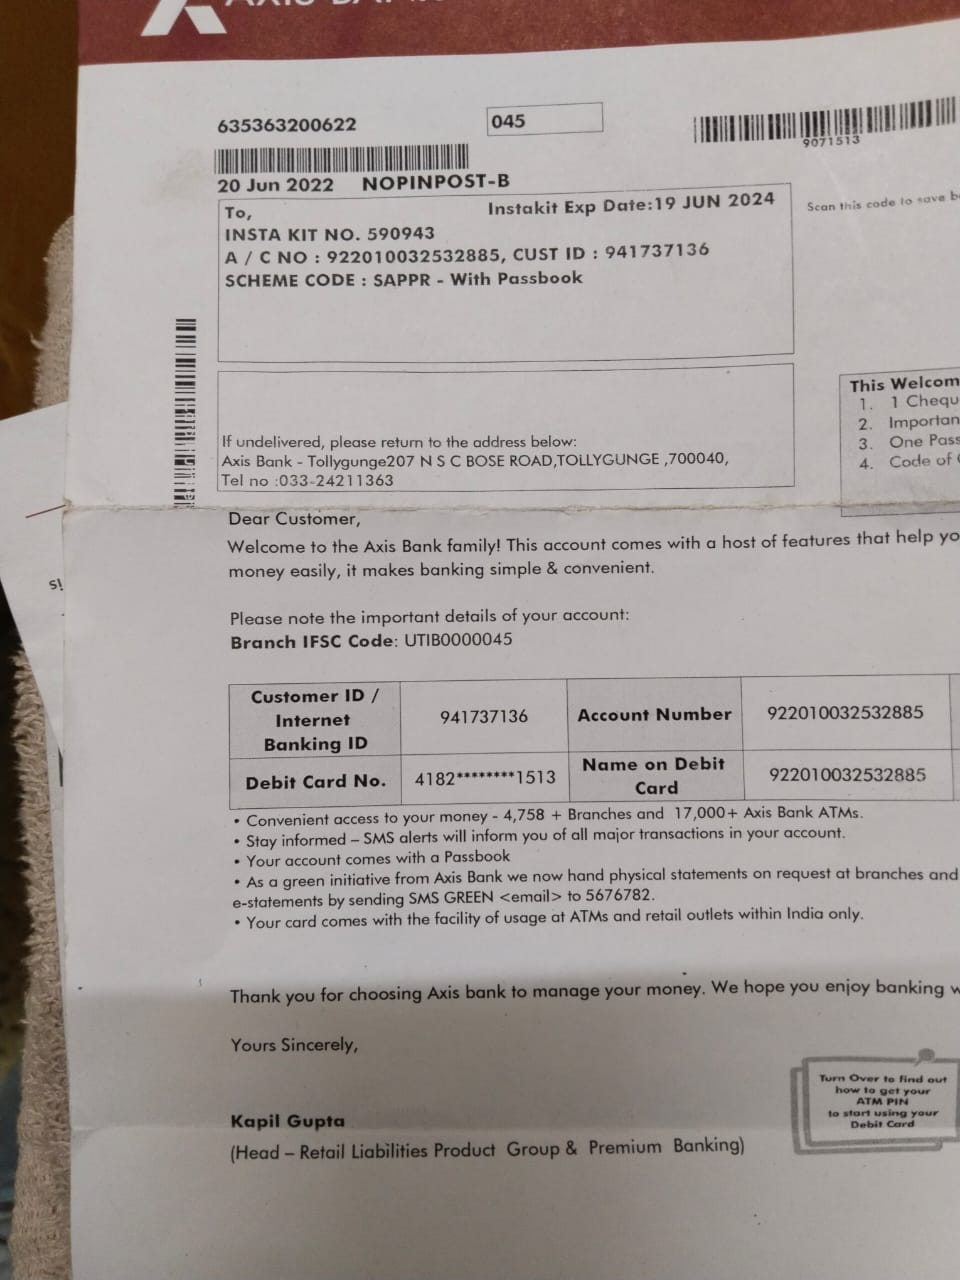 635363200622
045
9071513
20 Jun 2022 NOPINPOST-B
To,
Instakit Exp Date:19 JUN 2024
Scan this code to save
INSTA KIT NO. 590943
A / C NO : 922010032532885, CUST ID : 941737136
SCHEME CODE : SAPPR - With Passbook
This Welcom
1. 1 Chequ
2. Importan
3. One Pass
4. Code of
If undelivered, please return to the address below:
Axis Bank - Tollygunge207 N S C BOSE ROAD,TOLLYGUNGE ,700040,
Tel no :033-24211363
Dear Customer,
Welcome to the Axis Bank family! This account comes with a host of features that help yo
money easily, it makes banking simple & convenient.
Please note the important details of your account:
Branch IFSC Code: UTIB0000045
Customer ID /
Internet
Banking ID
941737136
Account Number
922010032532885
Debit Card No.
4182********1513
Name on Debit
Card
922010032532885
• Convenient access to your money - 4,758 + Branches and 17,000+ Axis Bank ATMs.
• Stay informed – SMS alerts will inform you of all major transactions in your account.
• Your account comes with a Passbook
• As a green initiative from Axis Bank we now hand physical statements on request at branches and
e-statements by sending SMS GREEN <email> to 5676782.
• Your card comes with the facility of usage at ATMs and retail outlets within India only.
Thank you for choosing Axis bank to manage your money. We hope you enjoy banking w
Yours Sincerely,
Turn Over to find out
how to get your
ATM PIN
to start using your
Debit Card
Kapil Gupta
(Head – Retail Liabilities Product Group & Premium Banking)